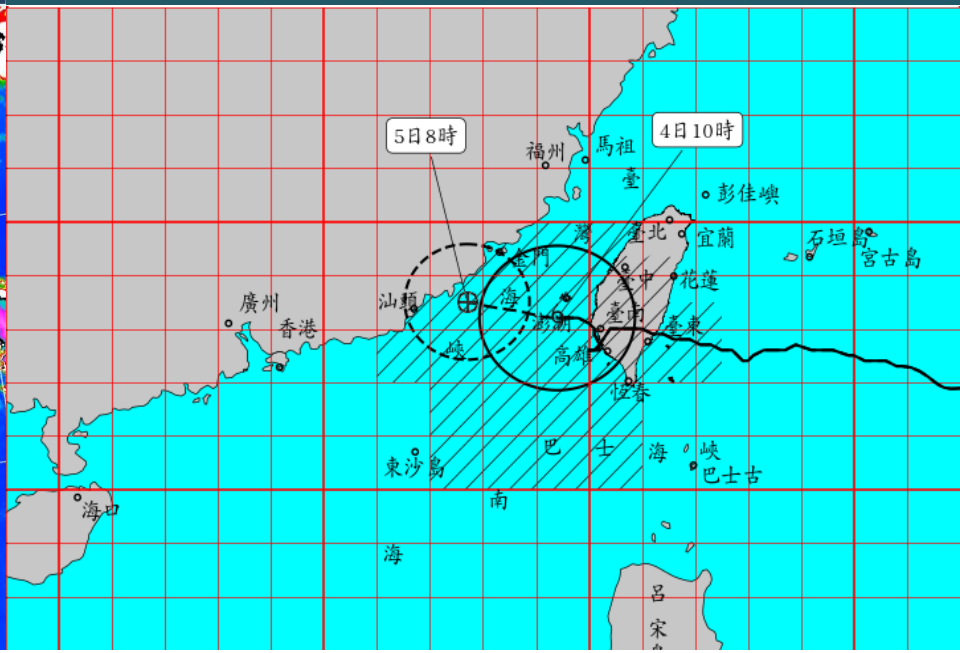 5日8時
4日10時
福州
馬祖
臺
彭佳嶼
灣
臺北
宜蘭
石垣島
宮古島
金門
臺中
花蓮
汕頭
海
廣州
香港
澎湖
臺南
臺東
峽
高雄
恆春
巴
士
海
峽
東沙島
巴士古
南
海口
海
呂
宋